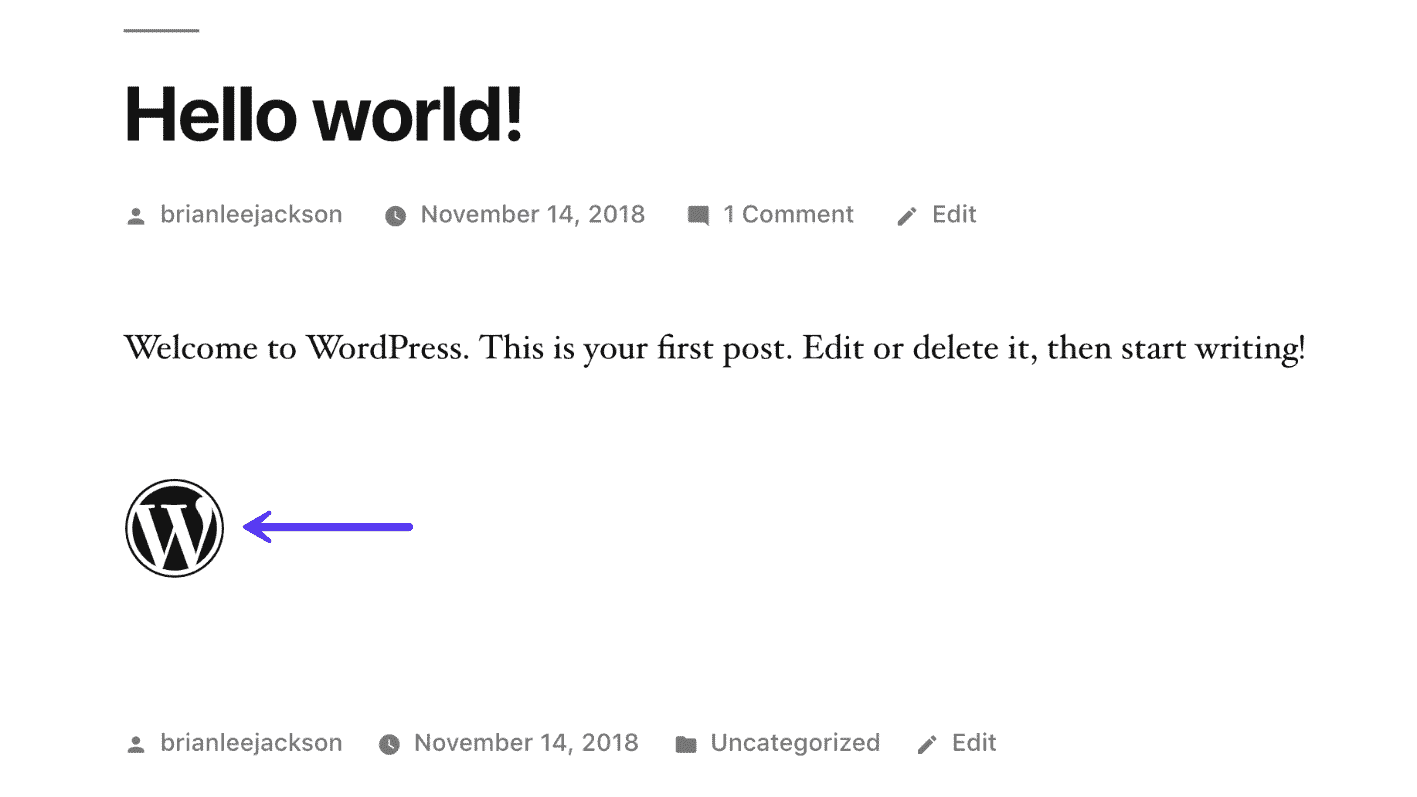 Hello world!
brianleejackson November 14, 2018 1 Comment Edit
Welcome to WordPress. This is your first post. Edit or delete it, then start writing!
W
brianleejackson November 14, 2018 Uncategorized Edit